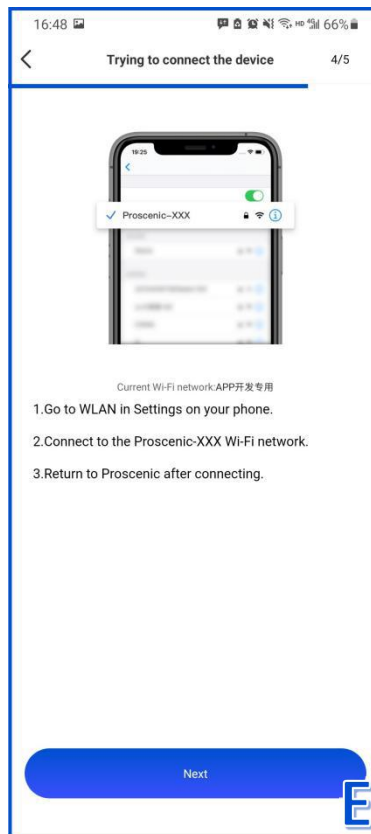 16:48 HD 4G 66%
Trying to connect the device 4/5
19:25
Proscenic-XXX
Current Wi-Fi network:APP开发专用
1.Go to WLAN in Settings on your phone.
2.Connect to the Proscenic-XXX Wi-Fi network.
3.Return to Proscenic after connecting.
Next
E